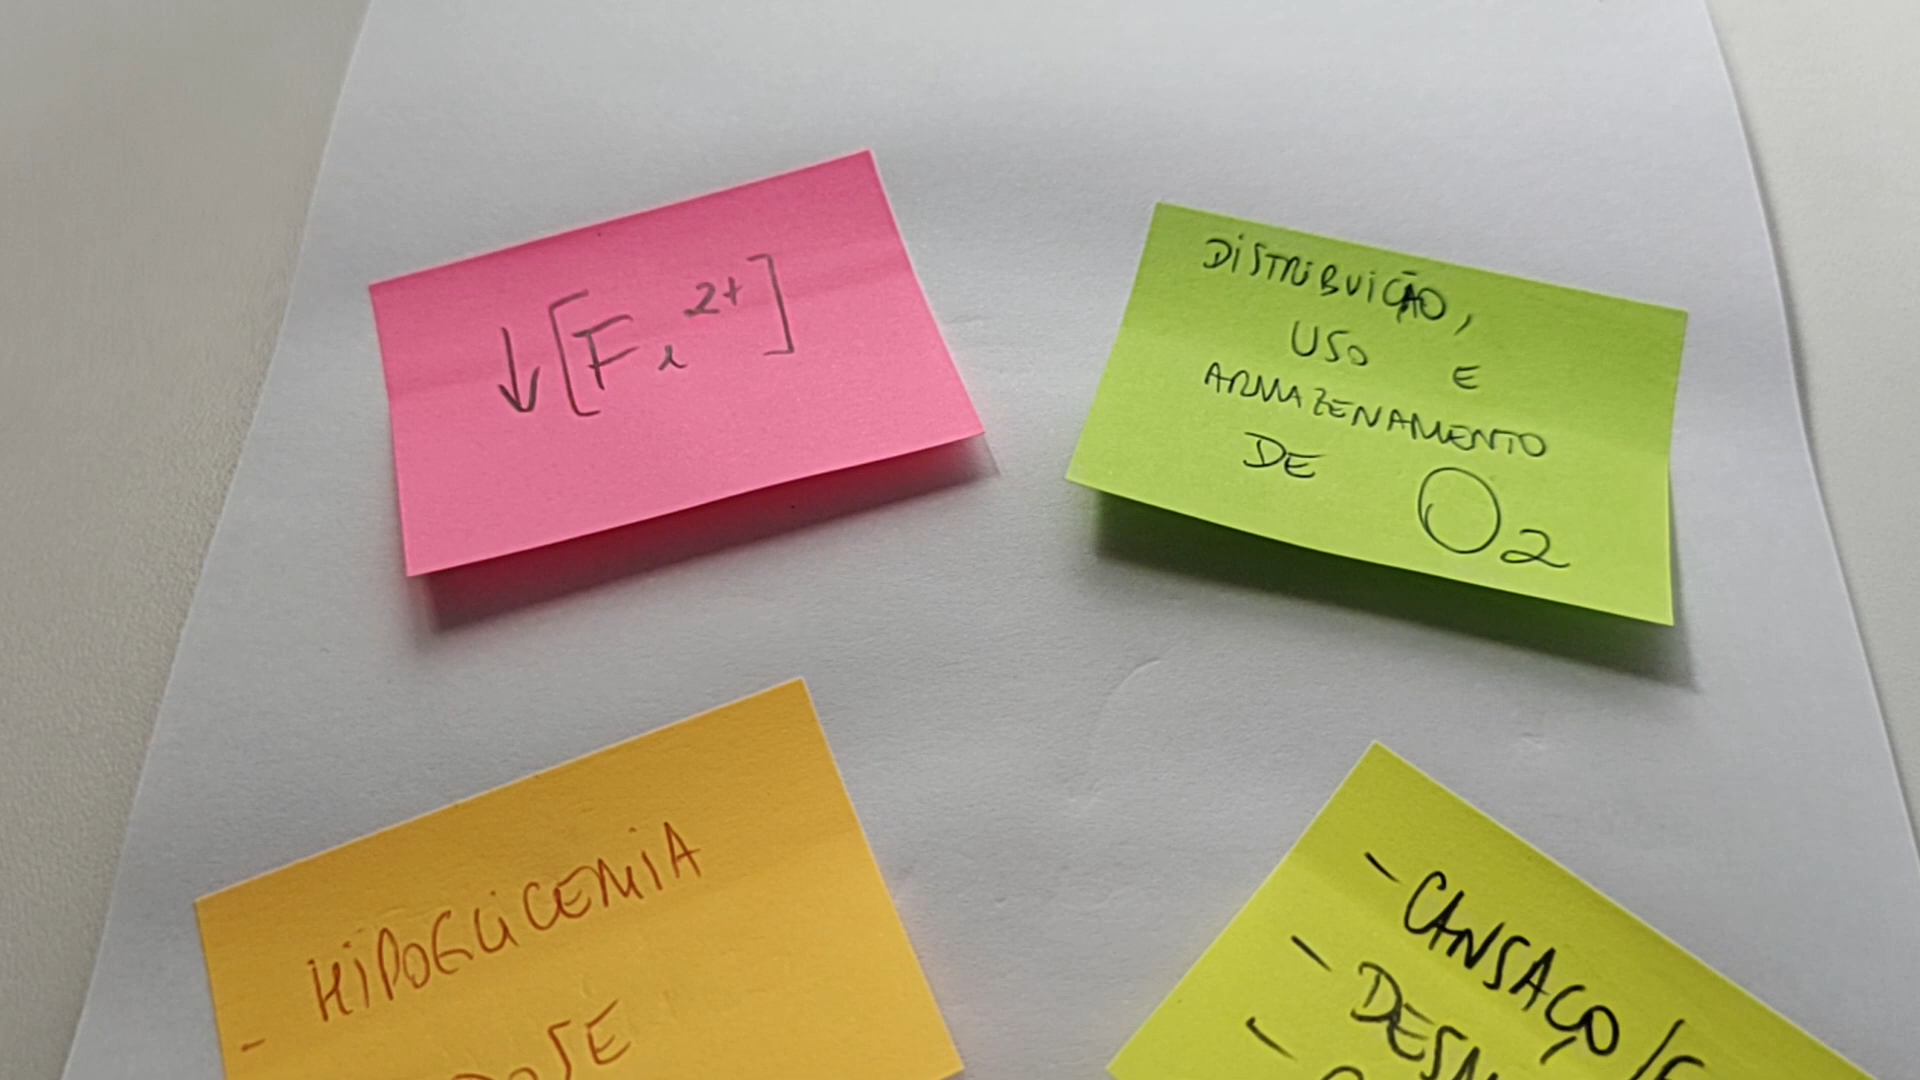 ↓[Fe²⁺]
DISTRIBUIÇÃO,
USO E
ARMAZENAMENTO
DE O₂
HIPOGLICEMIA
-
- CANSAÇO/
-
-